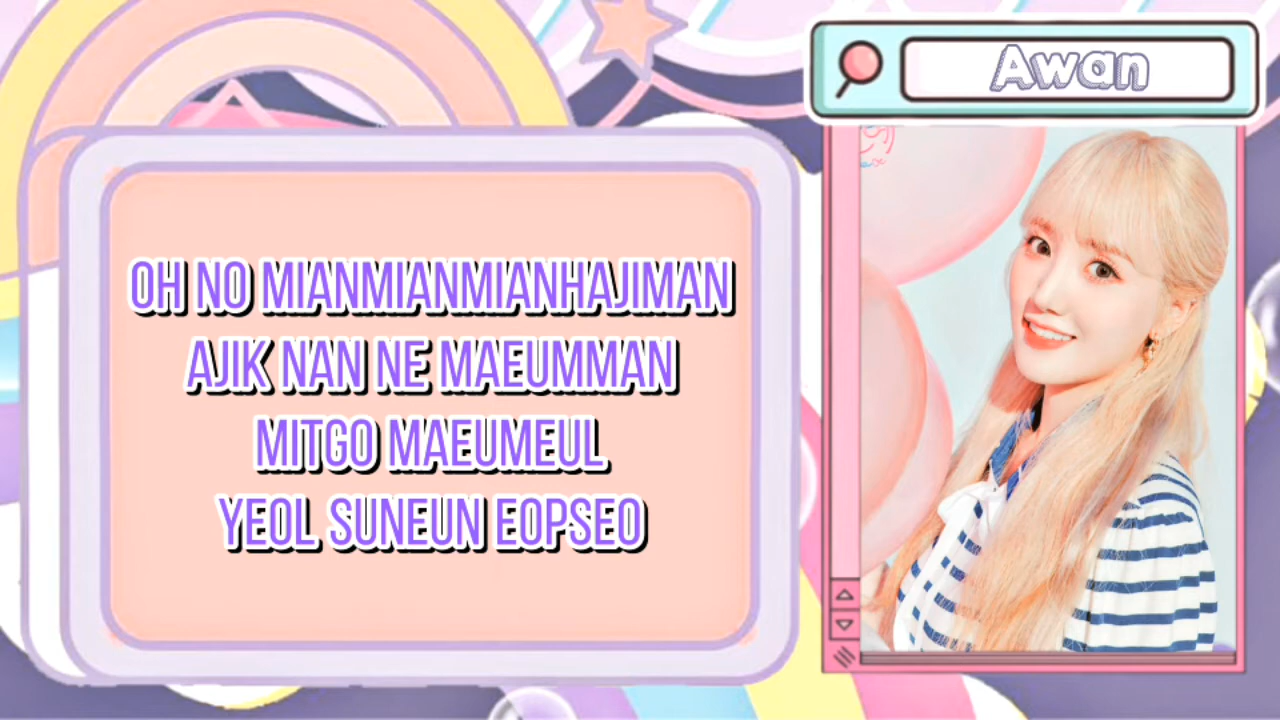 Awan
OH NO MIANMIANMIANHAJIMAN
AJIK NAN NE MAEUMMAN
MITGO MAEUMEUL
YEOL SUNEUN EOPSEO